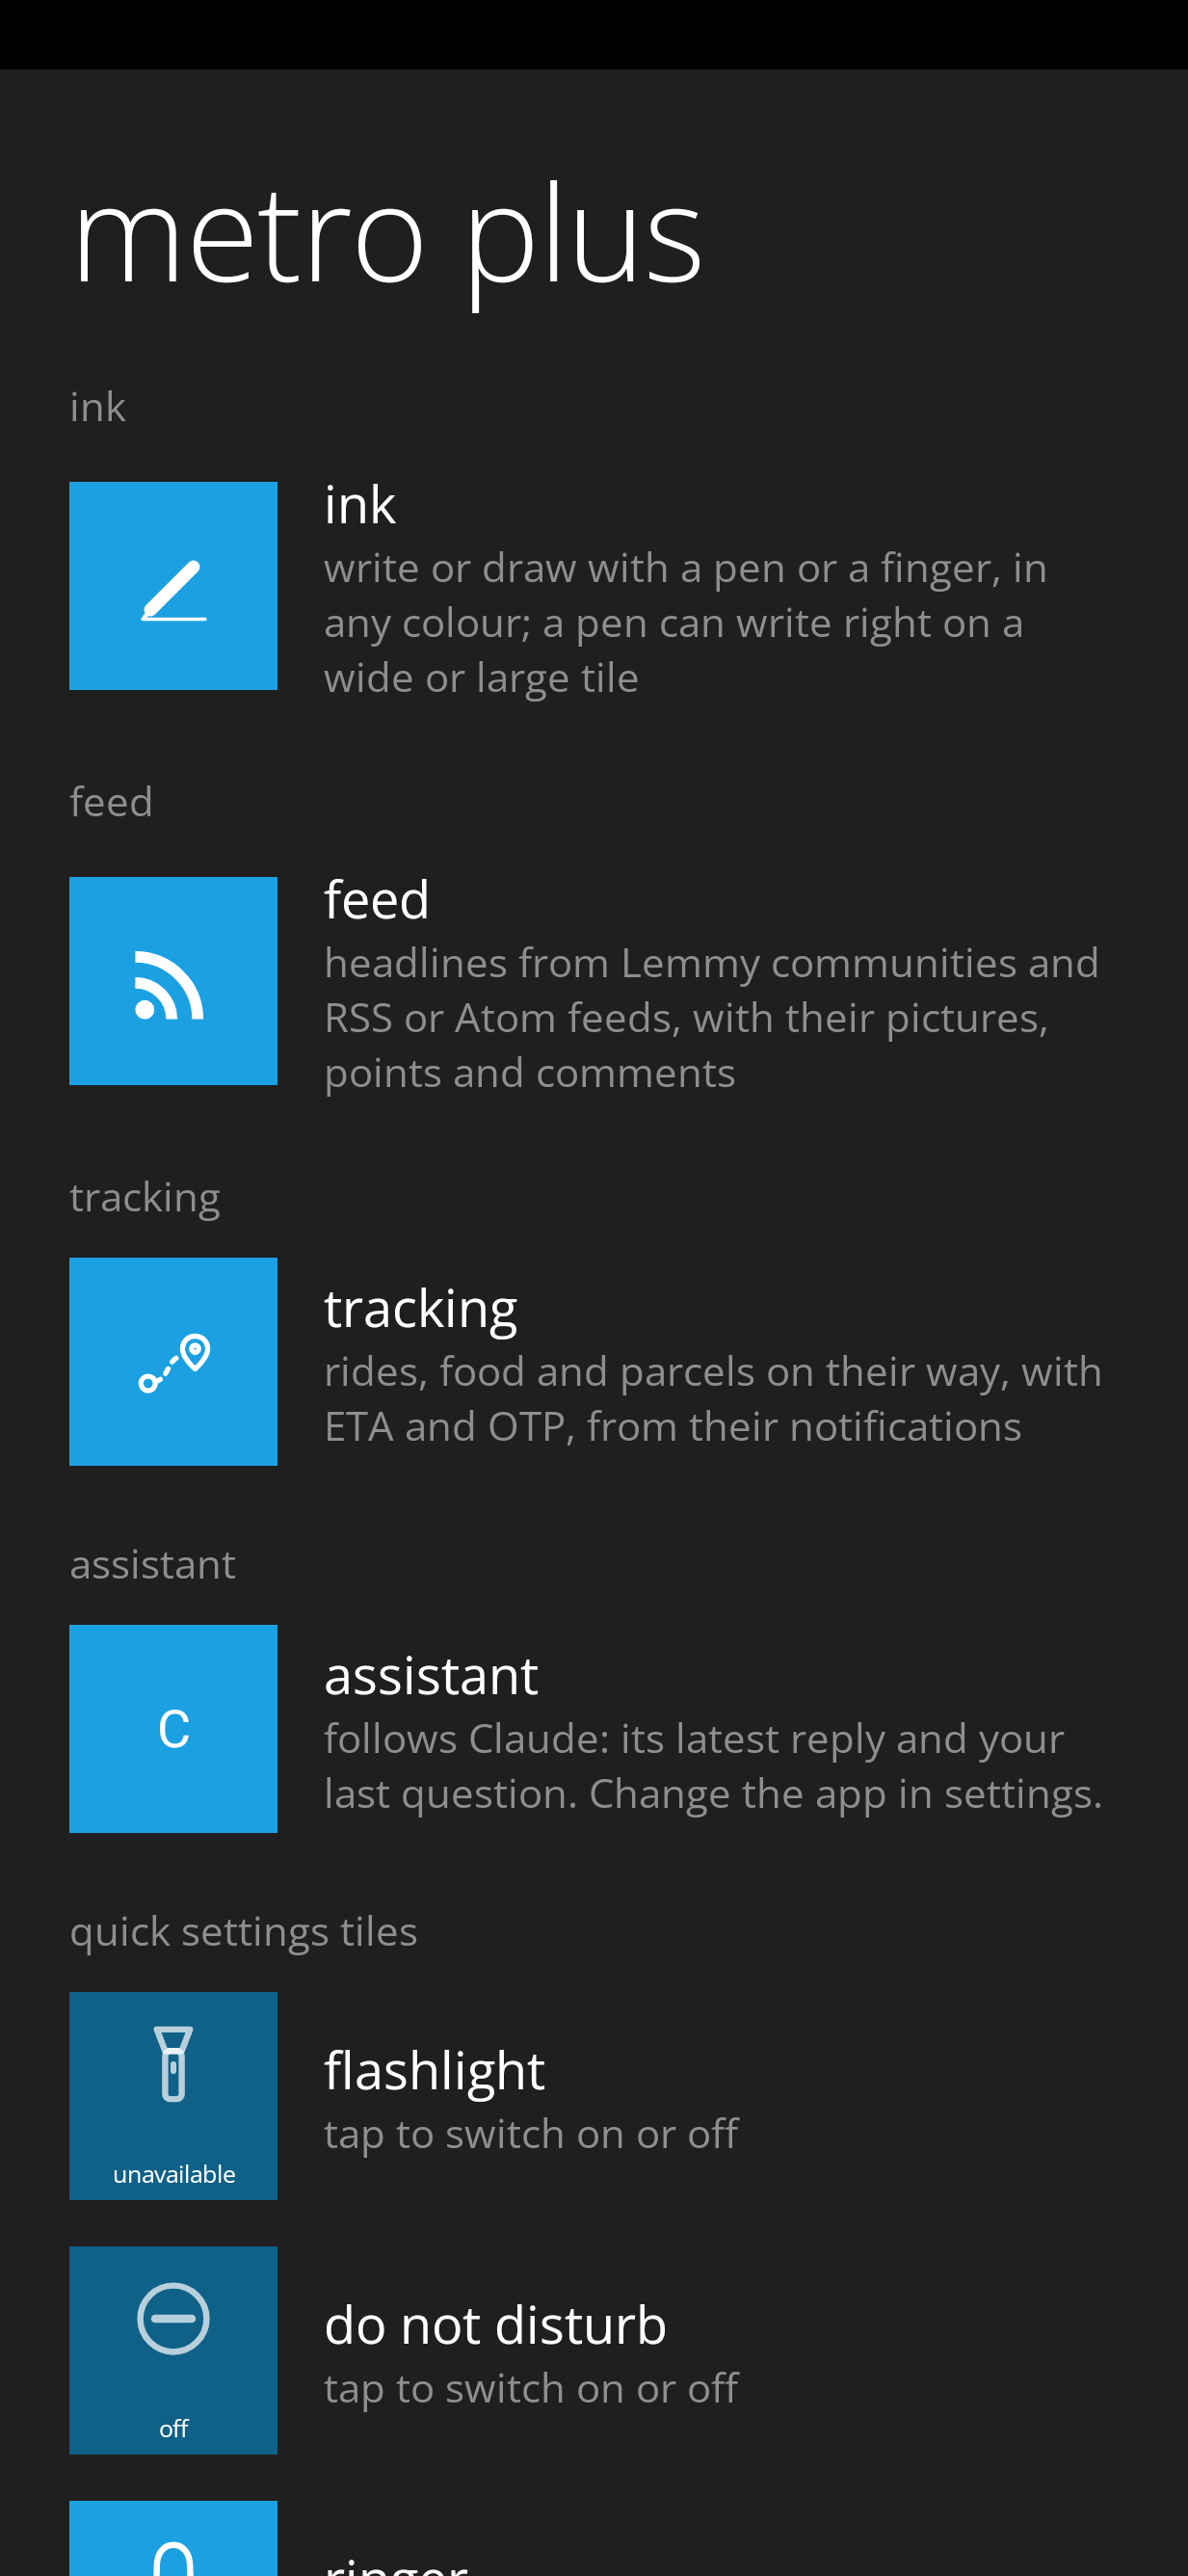 metro plus
ink
ink
write or draw with a pen or a finger, in
any colour; a pen can write right on a
wide or large tile
feed
feed
headlines from Lemmy communities and
RSS or Atom feeds, with their pictures,
points and comments
tracking
tracking
rides, food and parcels on their way, with
ETA and OTP, from their notifications
assistant
C
assistant
follows Claude: its latest reply and your
last question. Change the app in settings.
quick settings tiles
flashlight
tap to switch on or off
unavailable
do not disturb
tap to switch on or off
off
ringer